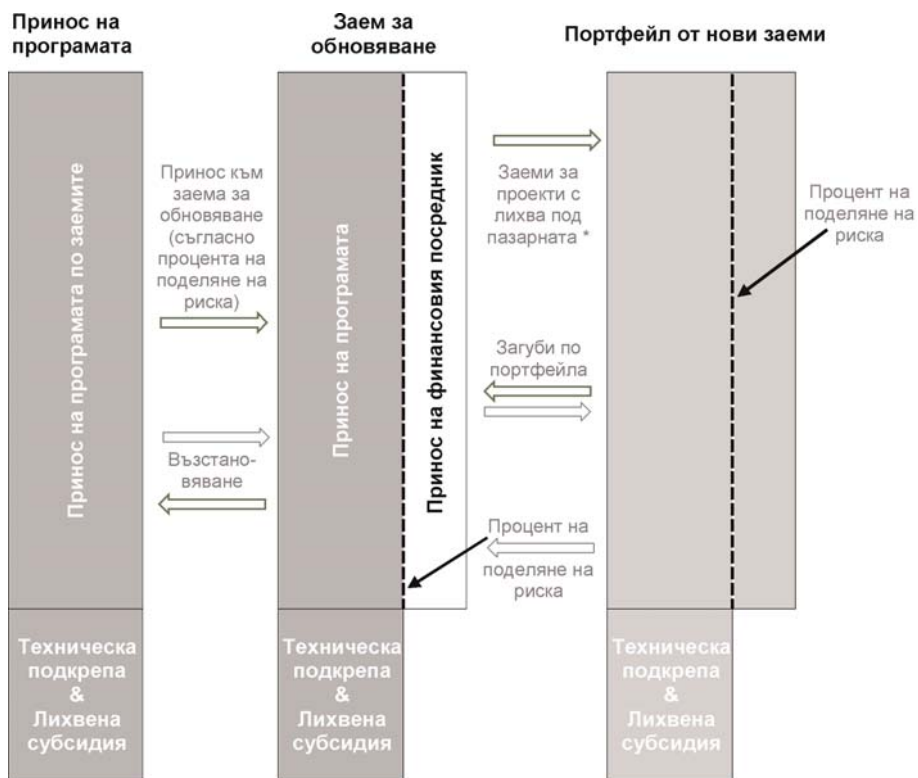 Принос на
програмата
Заем за
обновяване
Портфейл от нови заеми
Принос на програмата по заемите
Принос към
заема за
обновяване
(съгласно
процента на
поделяне на
риска)
Възстано-
вяване
Принос на програмата
Принос на финансовия посредник
Заеми за
проекти с
лихва под
пазарната *
Загуби по
портфейла
Процент на
поделяне на
риска
Процент на
поделяне на
риска
Техническа
подкрепа
&
Лихвена
субсидия
Техническа
подкрепа
&
Лихвена
субсидия
Техническа
подкрепа
&
Лихвена
субсидия